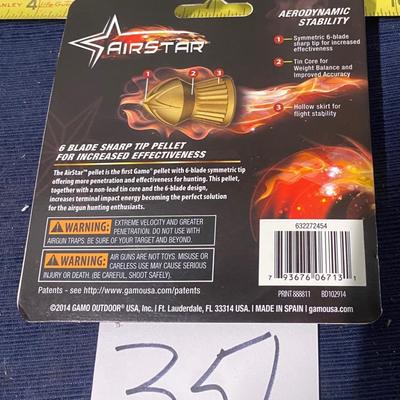 4
AIRSTAR
AERODYNAMIC
STABILITY
1 Symmetric 6-blade
sharp tip for increased
effectiveness
2 Tin Core for
Weight Balance and
Improved Accuracy
3 Hollow skirt for
flight stability
1 2 3
6 BLADE SHARP TIP PELLET
FOR INCREASED EFFECTIVENESS
The AirStar™ pellet is the first Gamo® pellet with 6-blade symmetric tip
offering more penetration and effectiveness for hunting. This pellet,
together with a non-lead tin core and the 6-blade design,
increases terminal impact energy becoming the perfect solution
for the airgun hunting enthusiasts.
WARNING: EXTREME VELOCITY AND GREATER
PENETRATION. DO NOT USE WITH
AIRGUN TRAPS. BE SURE OF YOUR TARGET AND BEYOND.
WARNING: AIR GUNS ARE NOT TOYS. MISUSE OR
CARELESS USE MAY CAUSE SERIOUS
INJURY OR DEATH. (BE CAREFUL, SHOOT SAFELY)
Patents - see http://www.gamousa.com/patents
632272454
7 93676 06713 1
PRINT888811 BD102914
©2014 GAMO OUTDOOR® USA, Inc. | Ft. Lauderdale, FL 33314 USA. | MADE IN SPAIN | gamousa.com
351